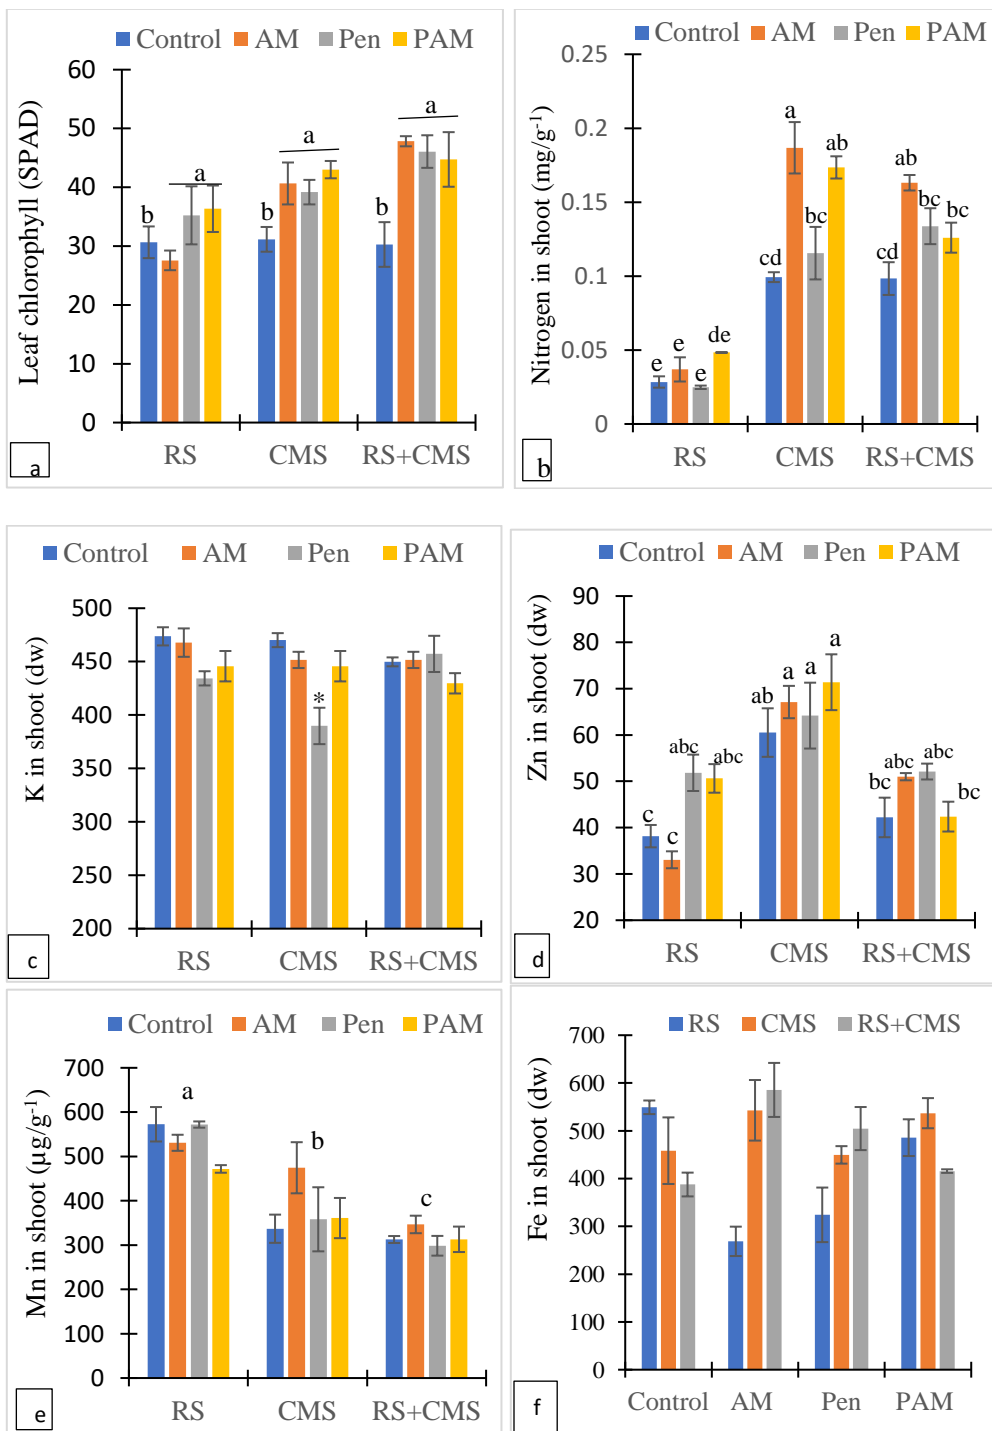 Control AM Pen PAM
Leaf chlorophyll (SPAD)
60
50
40
30
20
10
0
b a
b a
b a
RS CMS RS+CMS
a
Control AM Pen PAM
Nitrogen in shoot (mg/g-1)
0.25
0.2
0.15
0.1
0.05
0
e e e de
cd a bc ab
cd ab bc bc
RS CMS RS+CMS
b
Control AM Pen PAM
K in shoot (dw)
500
450
400
350
300
250
200
*
RS CMS RS+CMS
c
Control AM Pen PAM
Zn in shoot (dw)
90
80
70
60
50
40
30
20
c c abc abc
ab a a a
bc abc abc bc
RS CMS RS+CMS
d
Control AM Pen PAM
Mn in shoot (µg/g-1)
700
600
500
400
300
200
100
0
a
b
c
RS CMS RS+CMS
e
RS CMS RS+CMS
Fe in shoot (dw)
700
600
500
400
300
200
100
0
Control AM Pen PAM
f